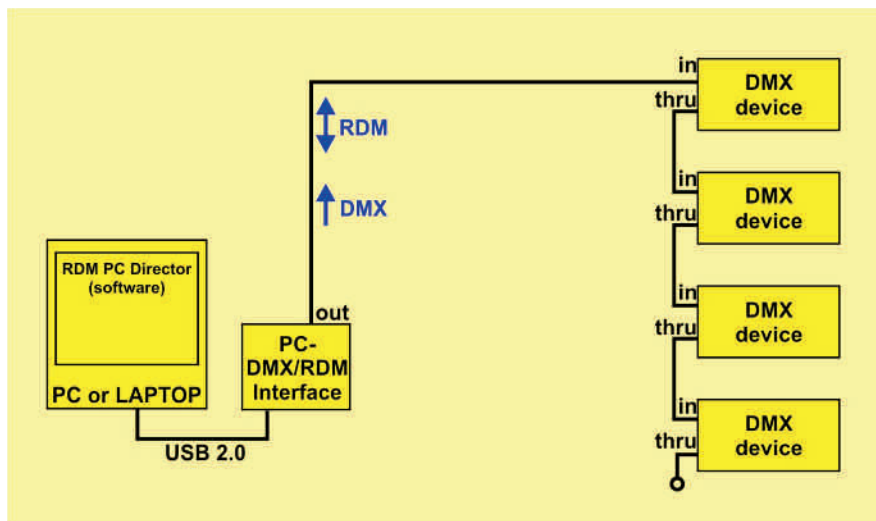 RDM PC Director
(software)
PC or LAPTOP
USB 2.0
PC-
DMX/RDM
Interface
out
RDM
DMX
in
thru
DMX
device
in
thru
DMX
device
in
thru
DMX
device
in
thru
DMX
device